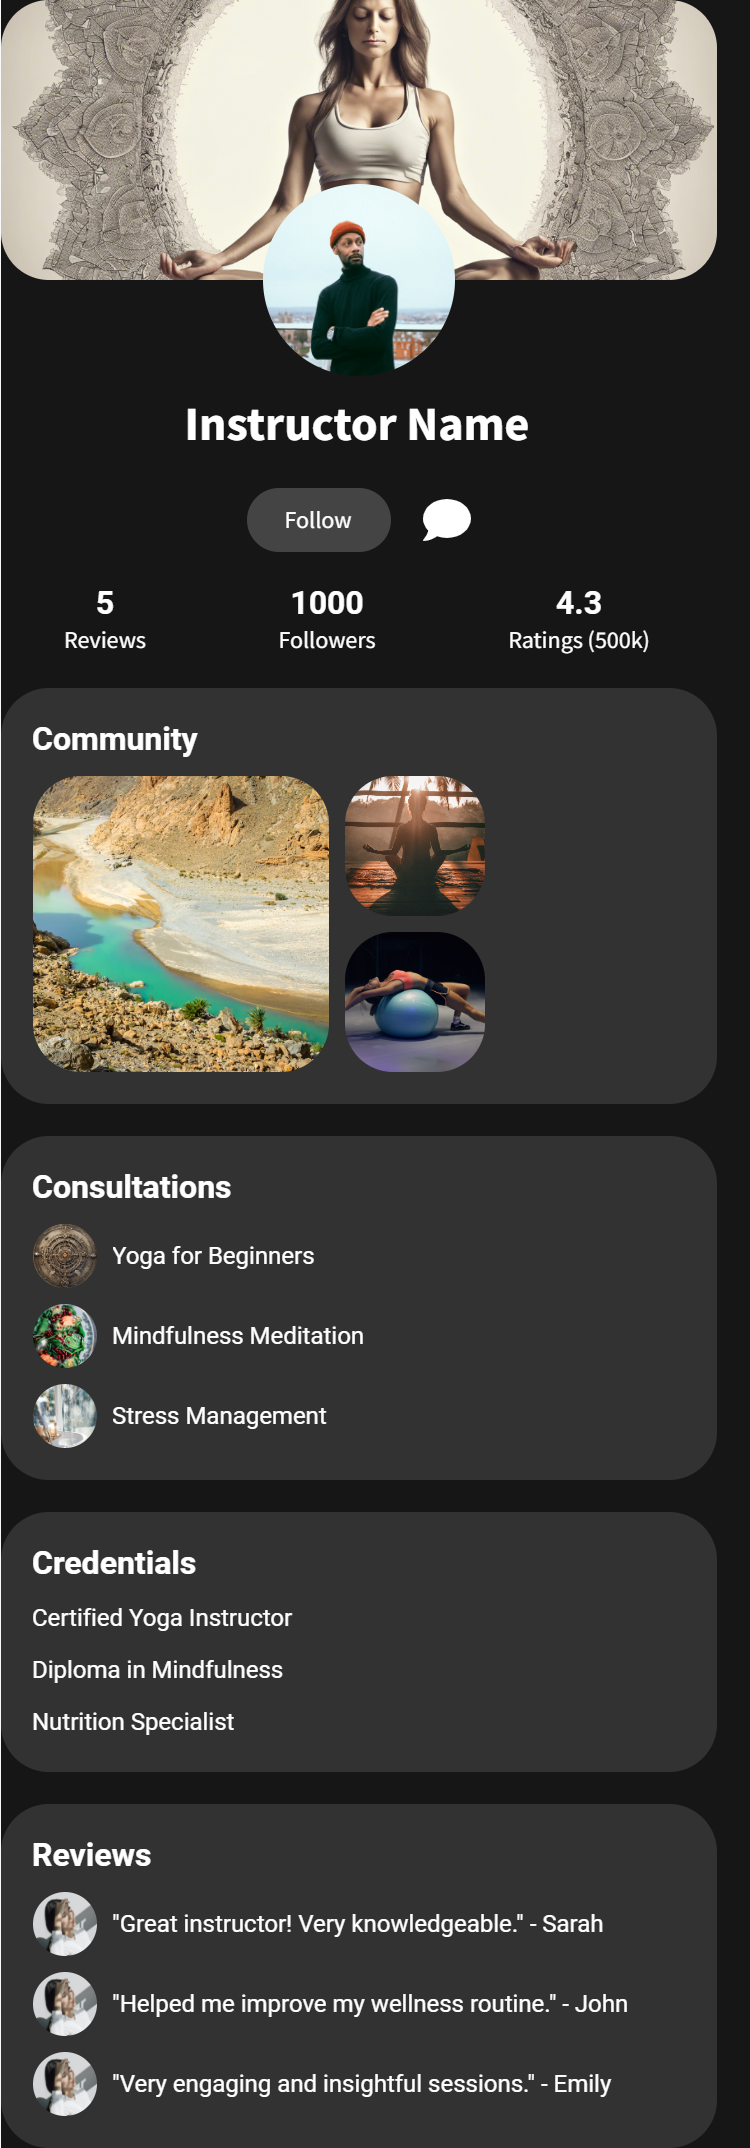 Instructor Name
Follow
5 1000 4.3
Reviews Followers Ratings (500k)
Community
Consultations
Yoga for Beginners
Mindfulness Meditation
Stress Management
Credentials
Certified Yoga Instructor
Diploma in Mindfulness
Nutrition Specialist
Reviews
"Great instructor! Very knowledgeable." - Sarah
"Helped me improve my wellness routine." - John
"Very engaging and insightful sessions." - Emily